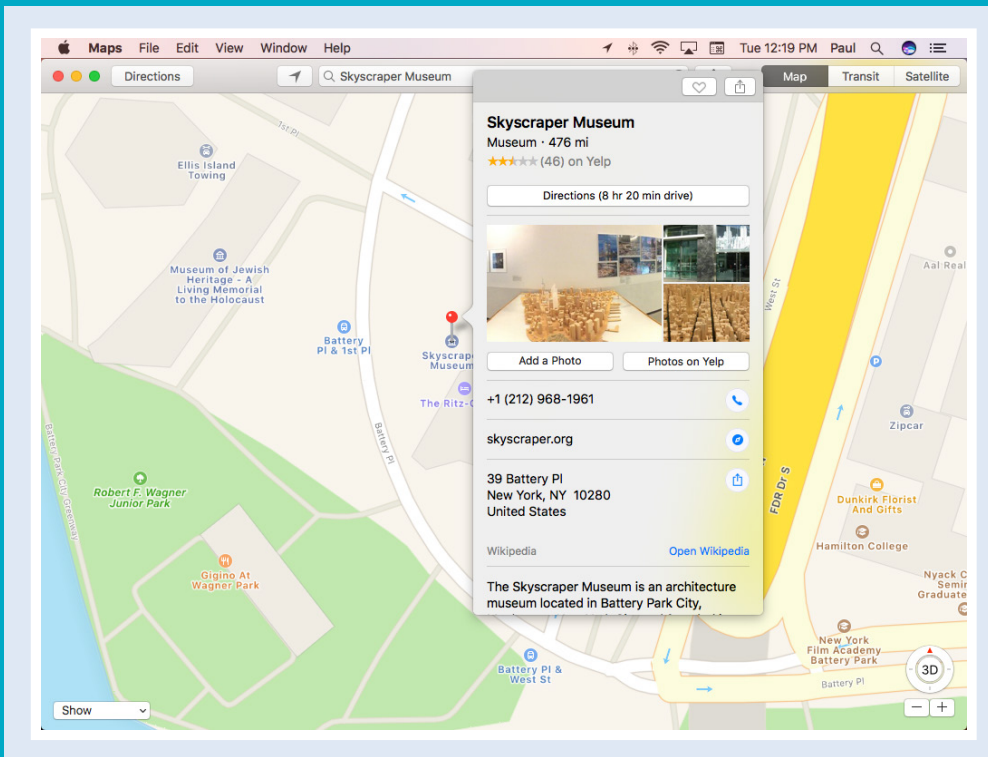 Maps File Edit View Window Help Tue 12:19 PM Paul
Directions Skyscraper Museum Map Transit Satellite
Skyscraper Museum
Museum · 476 mi
(46) on Yelp
Directions (8 hr 20 min drive)
Add a Photo Photos on Yelp
+1 (212) 968-1961
skyscraper.org
39 Battery Pl
New York, NY 10280
United States
Wikipedia Open Wikipedia
The Skyscraper Museum is an architecture
museum located in Battery Park City,
1st Pl
Ellis Island
Towing
Museum of Jewish
Heritage - A
Living Memorial
to the Holocaust
Battery
Pl & 1st Pl
Skyscrap
Museum
The Ritz-C
Battery Pl
Battery Park City Greenway
Robert F. Wagner
Junior Park
Gigino At
Wagner Park
Battery Pl &
West St
West St
FDR Dr S
Aal Real
P
Zipcar
Dunkirk Florist
And Gifts
Hamilton College
Nyack C
Semin
Graduate
New York
Film Academy
Battery Park
Battery Pl
3D
Show